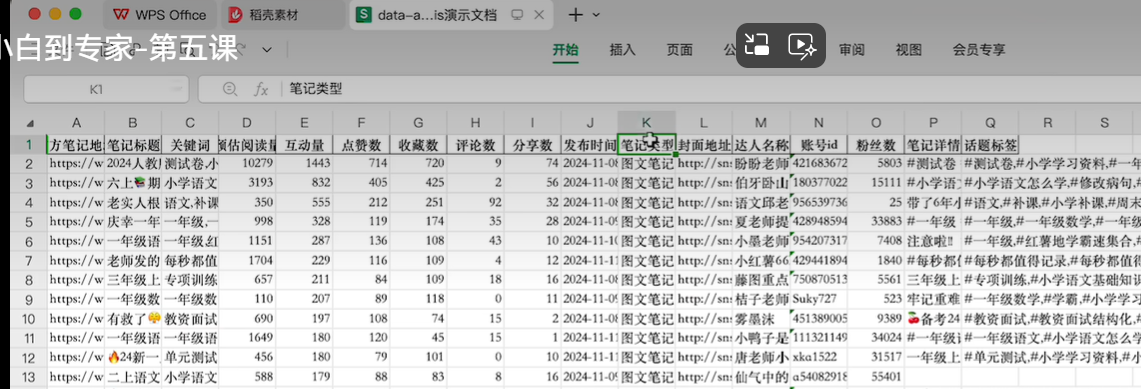 WPS Office 稻壳素材 data-a...is演示文档
小白到专家-第五课
开始 插入 页面 公 审阅 视图 会员专享
K1 fx 笔记类型
A B C D E F G H I J K L M N O P Q R S
1 方笔记地 笔记标题 关键词 预估阅读量 互动量 点赞数 收藏数 评论数 分享数 发布时间 笔记类型 封面地址 达人名称 账号id 粉丝数 笔记详情 话题标签
2 https://w 2024人教 测试卷,小 10279 1443 714 720 9 74 2024-11-08 图文笔记 http://sn 盼盼老师 421683672 5803 #测试卷 #测试卷,#小学学习资料,#一年
3 https://w 六上📚期 小学语文 3193 832 405 425 2 56 2024-11-08 图文笔记 http://sn 伯牙卧山 180377022 15111 #小学语 #小学语文怎么学,#修改病句,#
4 https://w 老实人根 语文,补课 350 555 212 251 92 32 2024-11-08 图文笔记 http://sn 语文邱老 956539736 25 带了6年小 #语文,#补课,#小学补课,#周末
5 https://w 庆幸一年 一年级,一 998 328 119 174 35 28 2024-11-0 图文笔记 http://sn 夏老师提 428948594 33883 #一年级 #一年级,#一年级数学,#一年级
6 https://w 一年级语 一年级,红 1151 287 136 108 43 10 2024-11-10 图文笔记 http://sn 小墨老师 954207317 7408 注意啦‼ #一年级,#红薯地学霸速集合,#
7 https://w 老师发的 每秒都值 1704 229 116 109 4 12 2024-11-11 图文笔记 http://sn 小红薯66 429441894 1840 #每秒都值 #每秒都值得记录,#每秒都值得
8 https://w 三年级上 专项训练 657 211 84 109 18 16 2024-11-0 图文笔记 http://sn 藤图重点 750870513 5561 三年级上 #专项训练,#小学语文基础知识
9 https://w 一年级数 一年级数 110 207 89 118 0 11 2024-11-0 图文笔记 http://sn 桔子老师 Suky727 523 牢记重难 #一年级数学,#学霸,#小学学习
10 https://w 有救了 教资面试 690 197 108 74 15 2 2024-11-0 图文笔记 http://sn 雾墨沫 451389005 9389 🍒备考24 #教资面试,#教资面试结构化,#
11 https://w 一年级语 一年级语 1649 180 120 45 15 1 2024-11-10 图文笔记 http://sn 小鸭子是 111321149 34024 #一年级语 #一年级语文,#小学语文,#一年
12 https://w 🔥24新一 单元测试 456 180 79 101 0 10 2024-11-11 图文笔记 http://sn 唐老师小 xka1522 31517 一年级上 #单元测试,#小学学习资料,#一
13 https://w 二上语文 小学语文 588 179 88 83 8 16 2024-11-0 图文笔记 http://sn 仙气中的 a54082918 55401